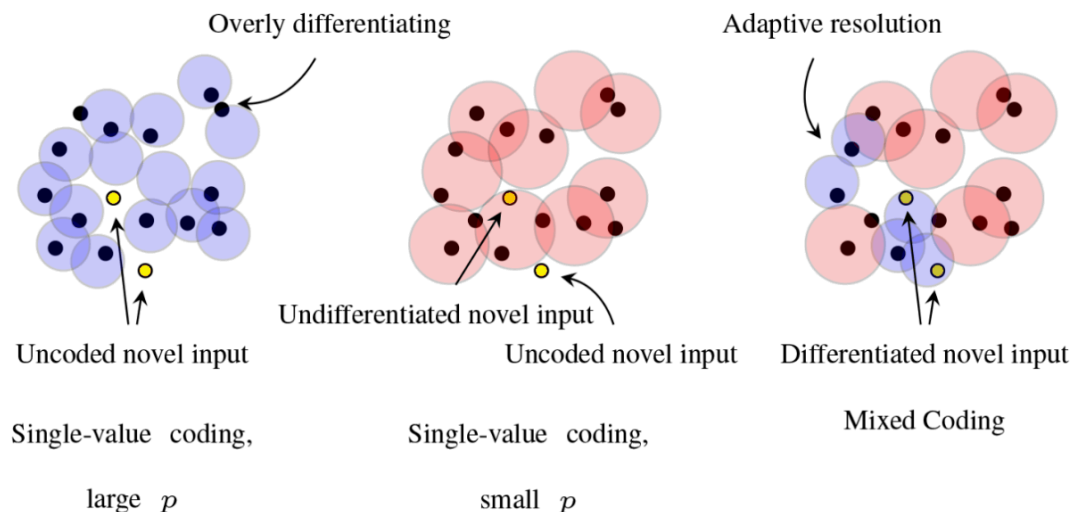 Overly differentiating
Adaptive resolution
Undifferentiated novel input
Uncoded novel input
Uncoded novel input
Differentiated novel input
Single-value coding,
large p
Single-value coding,
small p
Mixed Coding